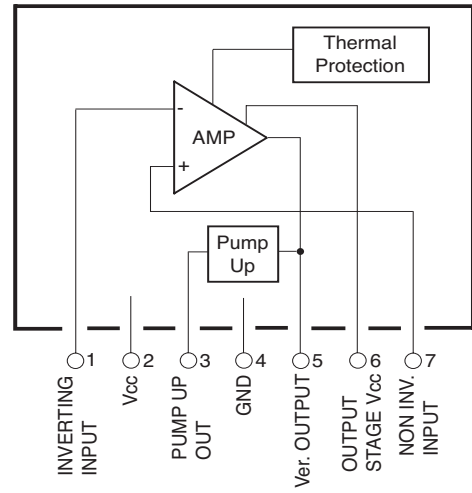 Thermal
Protection
-
AMP
+
Pump
Up
1
2
3
4
5
6
7
INVERTING
INPUT
Vcc
PUMP UP
OUT
GND
Ver. OUTPUT
OUTPUT
STAGE Vcc
NON INV.
INPUT